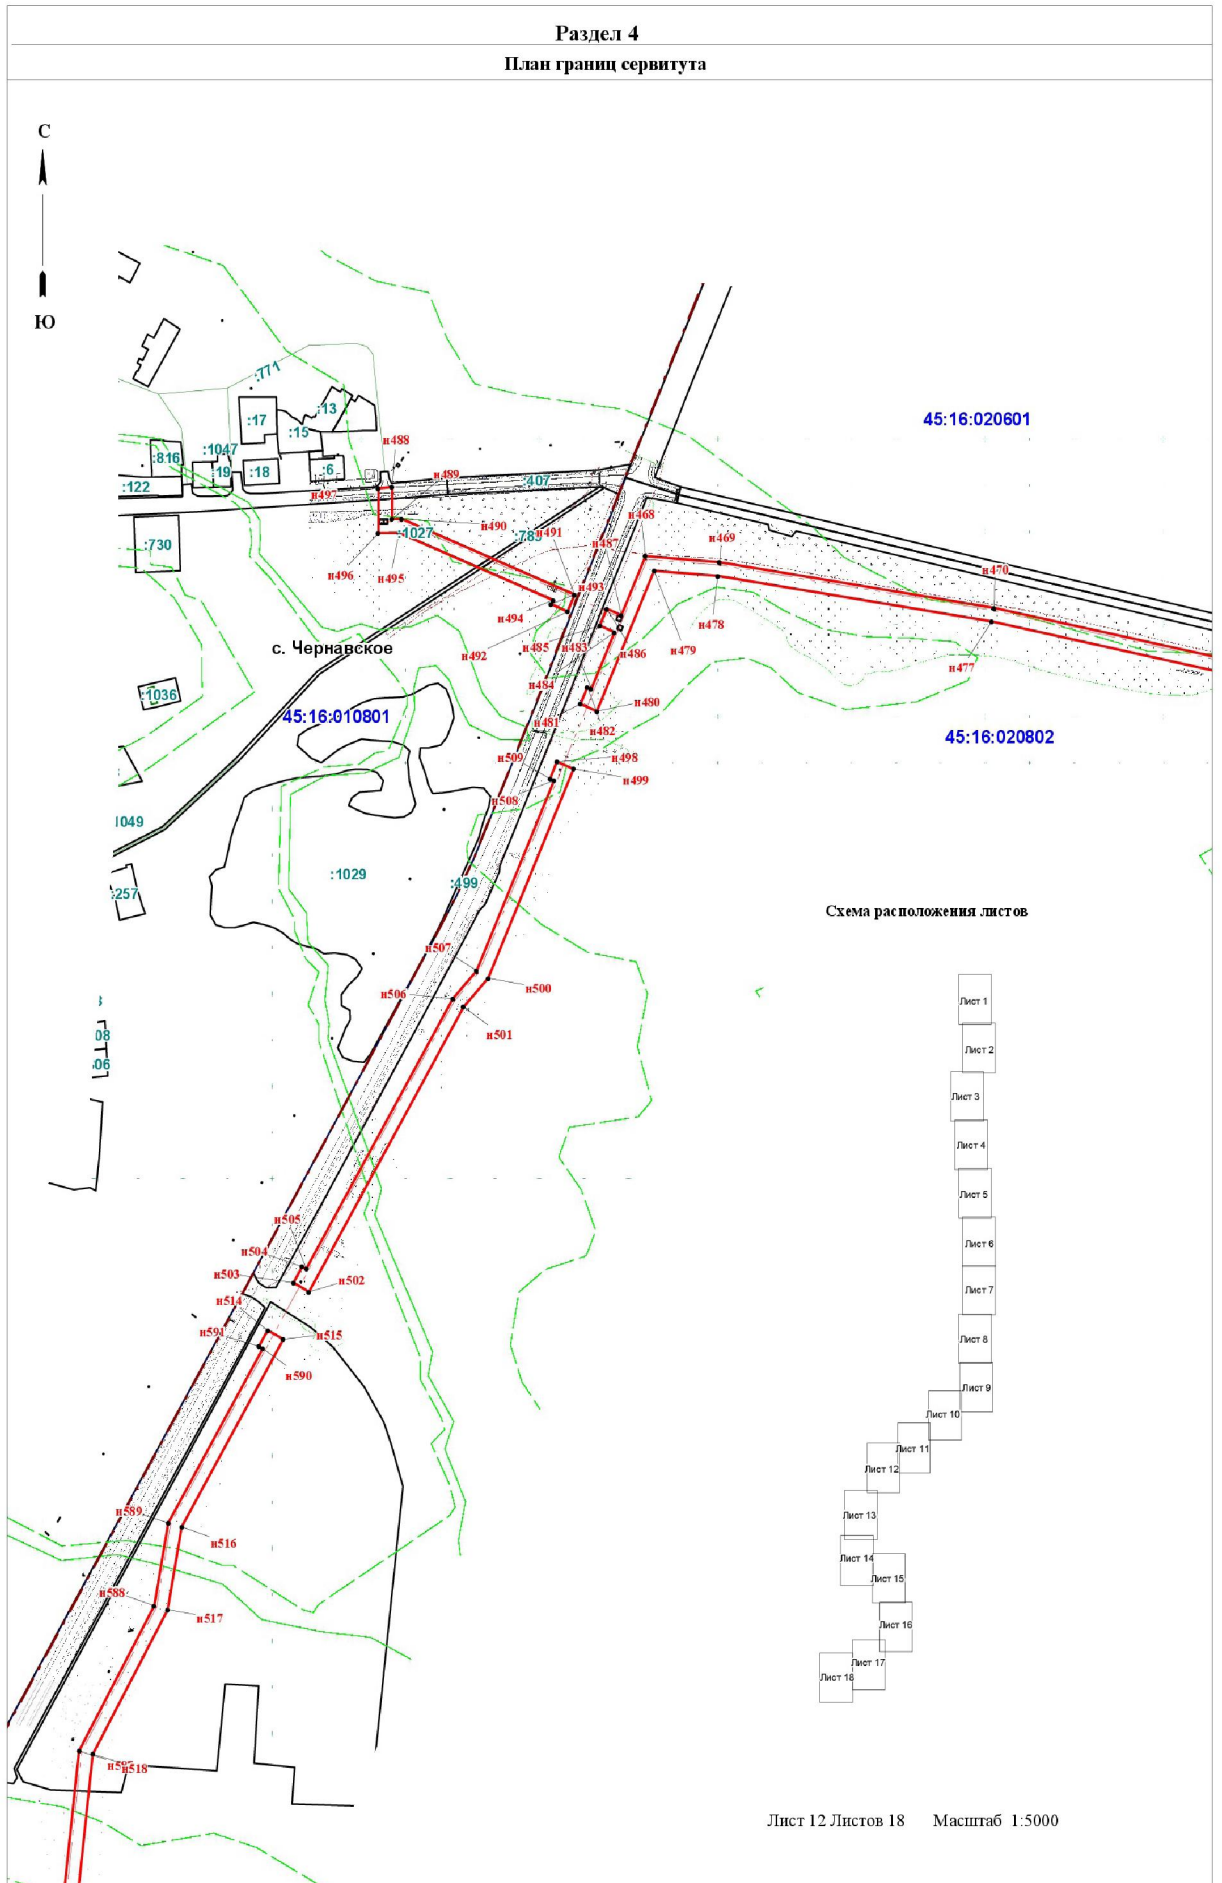 Раздел 4
План границ сервитута
С
Ю
:771
:17
:13
:15
45:16:020601
н488
:1047
:816
:19
:18
:6
н489
:122
н497
:407
н468
н490
н491
:1027
:730
н487
н469
н470
н496
н495
н493
н494
н478
с. Чернавское
н492
н485
н483
н486
н479
н477
н484
:1036
45:16:010801
н481
н480
н482
45:16:020802
н509
н498
н499
н508
1049
:1029
:499
:257
Схема расположения листов
н507
н506
н500
н501
08
06
Лист 1
Лист 2
Лист 3
Лист 4
Лист 5
Лист 6
Лист 7
Лист 8
Лист 9
Лист 10
Лист 11
Лист 12
Лист 13
Лист 14
Лист 15
Лист 16
Лист 17
Лист 18
н505
н504
н503
н502
н514
н591
н515
н590
н589
н516
н588
н517
н518
Лист 12 Листов 18 Масштаб 1:5000